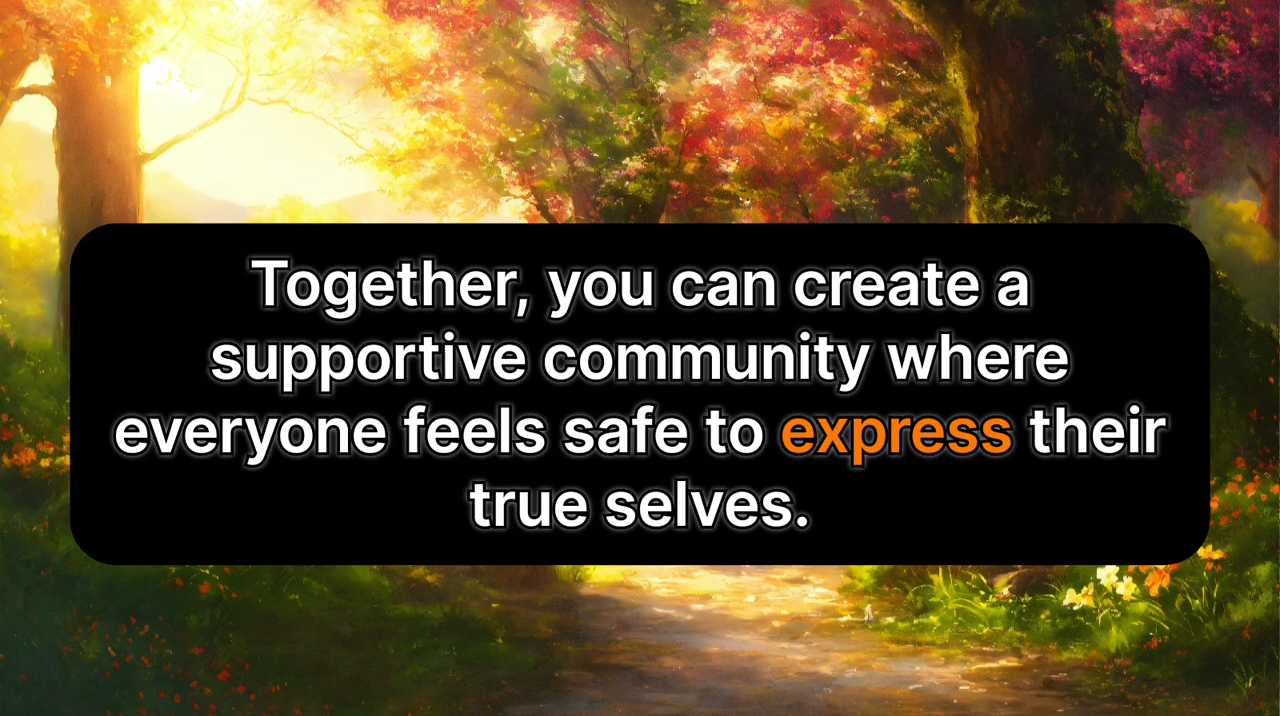 Together, you can create a
supportive community where
everyone feels safe to express their
true selves.